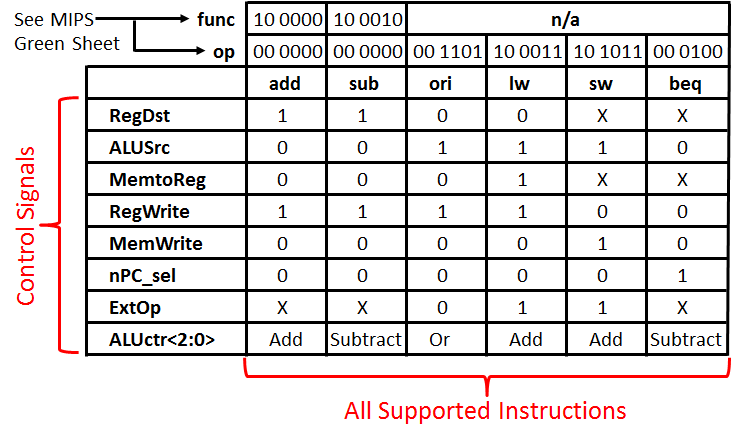 See MIPS func 10 0000 10 0010 n/a
Green Sheet op 00 0000 00 0000 00 1101 10 0011 10 1011 00 0100
add sub ori lw sw beq
RegDst 1 1 0 0 X X
ALUSrc 0 0 1 1 1 0
MemtoReg 0 0 0 1 X X
RegWrite 1 1 1 1 0 0
MemWrite 0 0 0 0 1 0
nPC_sel 0 0 0 0 0 1
ExtOp X X 0 1 1 X
ALUctr<2:0> Add Subtract Or Add Add Subtract
Control Signals
All Supported Instructions